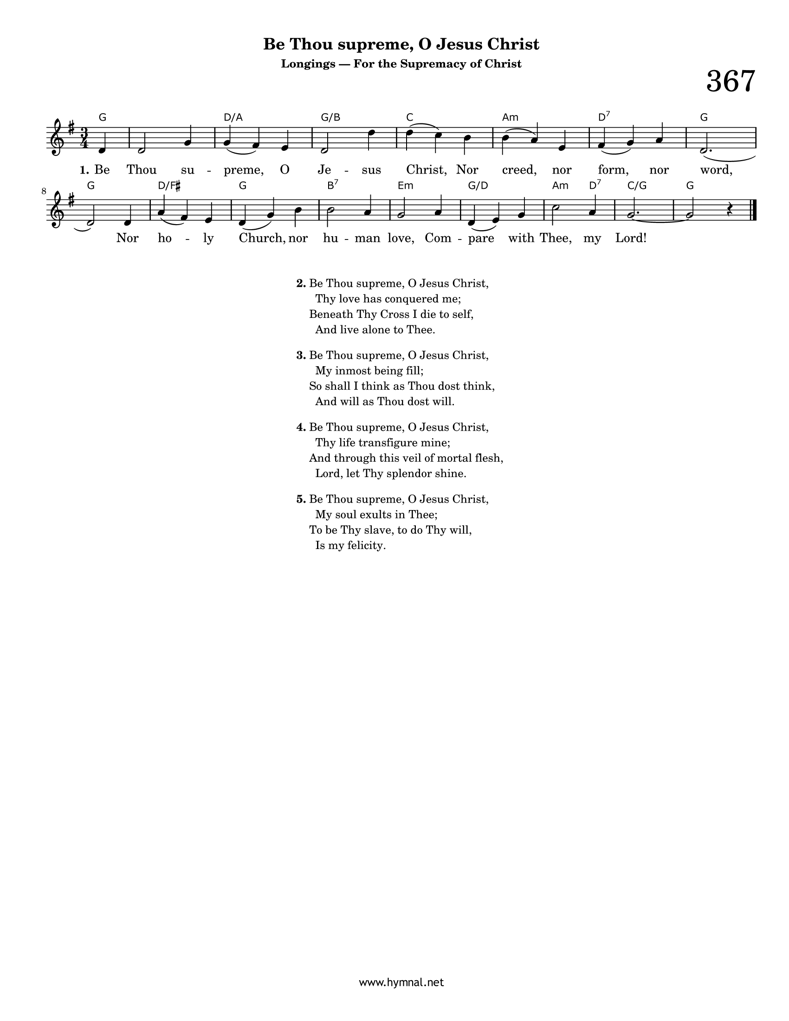 Be Thou supreme, O Jesus Christ
Longings — For the Supremacy of Christ
367
G D/A G/B C Am D7 G
3
4
1. Be Thou su - preme, O Je - sus Christ, Nor creed, nor form, nor word,
8
G D/F♯ G B7 Em G/D Am D7 C/G G
Nor ho - ly Church, nor hu - man love, Com - pare with Thee, my Lord!
2. Be Thou supreme, O Jesus Christ,
Thy love has conquered me;
Beneath Thy Cross I die to self,
And live alone to Thee.
3. Be Thou supreme, O Jesus Christ,
My inmost being fill;
So shall I think as Thou dost think,
And will as Thou dost will.
4. Be Thou supreme, O Jesus Christ,
Thy life transfigure mine;
And through this veil of mortal flesh,
Lord, let Thy splendor shine.
5. Be Thou supreme, O Jesus Christ,
My soul exults in Thee;
To be Thy slave, to do Thy will,
Is my felicity.
www.hymnal.net